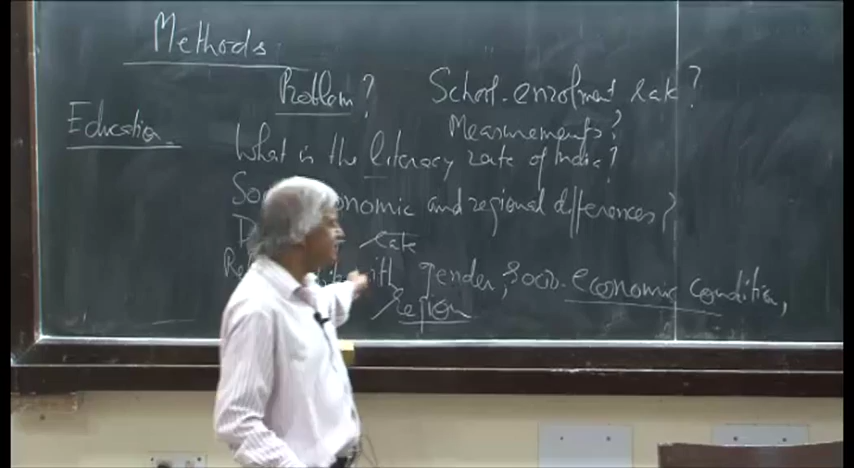 Methods
Problem? School enrolment rate?
Education Measurements?
What is the literacy rate of India?
economic and regional differences?
rate
with gender, socio-economic condition,
region